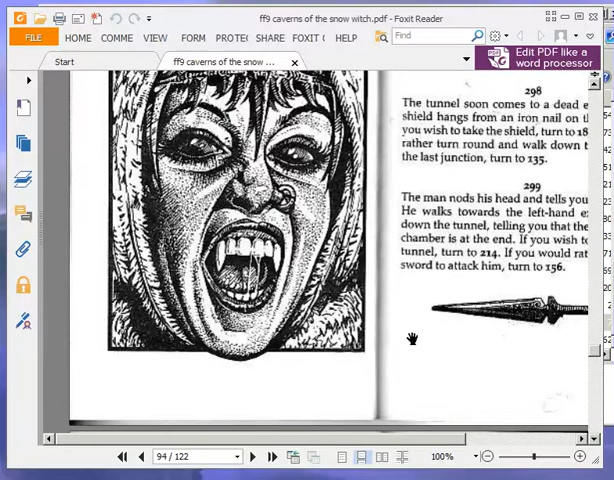 ff9 caverns of the snow witch.pdf - Foxit Reader
FILE HOME COMME VIEW FORM PROTE SHARE FOXIT HELP Find
Start ff9 caverns of the snow ... Edit PDF like a
word processor
298
The tunnel soon comes to a dead e
shield hangs from an iron nail on t
you wish to take the shield, turn to 18
rather turn round and walk down t
the last junction, turn to 135.
299
The man nods his head and tells you
He walks towards the left-hand e
down the tunnel, telling you that the
chamber is at the end. If you wish to
tunnel, turn to 214. If you would rat
sword to attack him, turn to 156.
94 / 122 100%